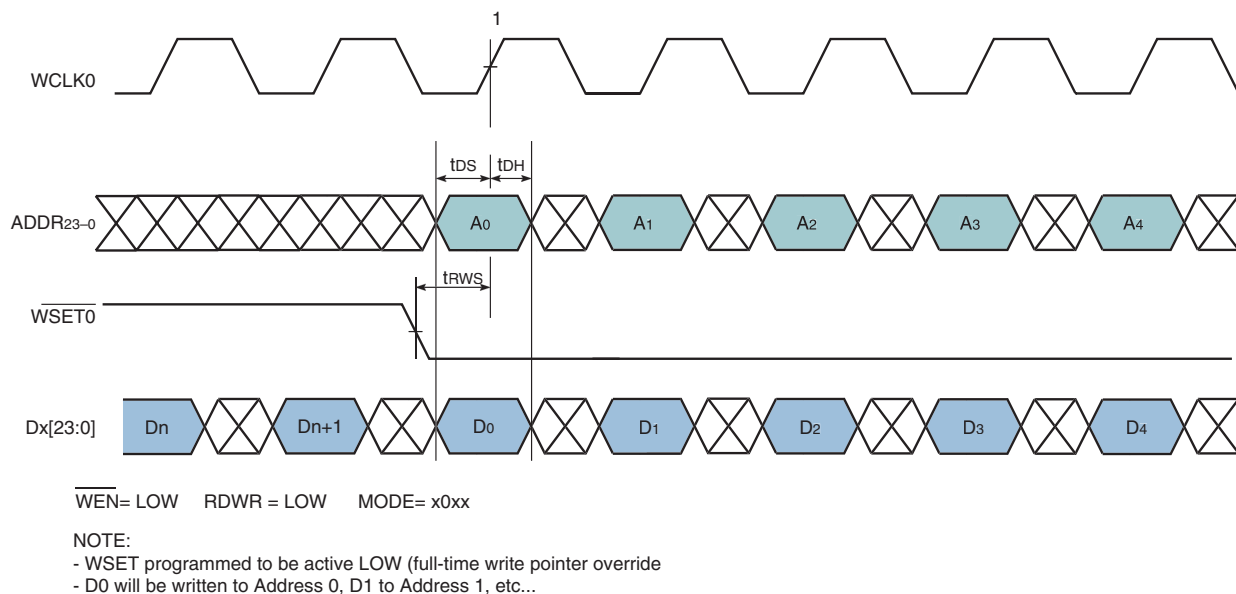 1
WCLK0
tDS tDH
ADDR23–0 A0 A1 A2 A3 A4
tRWS
WSET0
Dx[23:0] Dn Dn+1 D0 D1 D2 D3 D4
WEN= LOW RDWR = LOW MODE= x0xx
NOTE:
- WSET programmed to be active LOW (full-time write pointer override
- D0 will be written to Address 0, D1 to Address 1, etc...